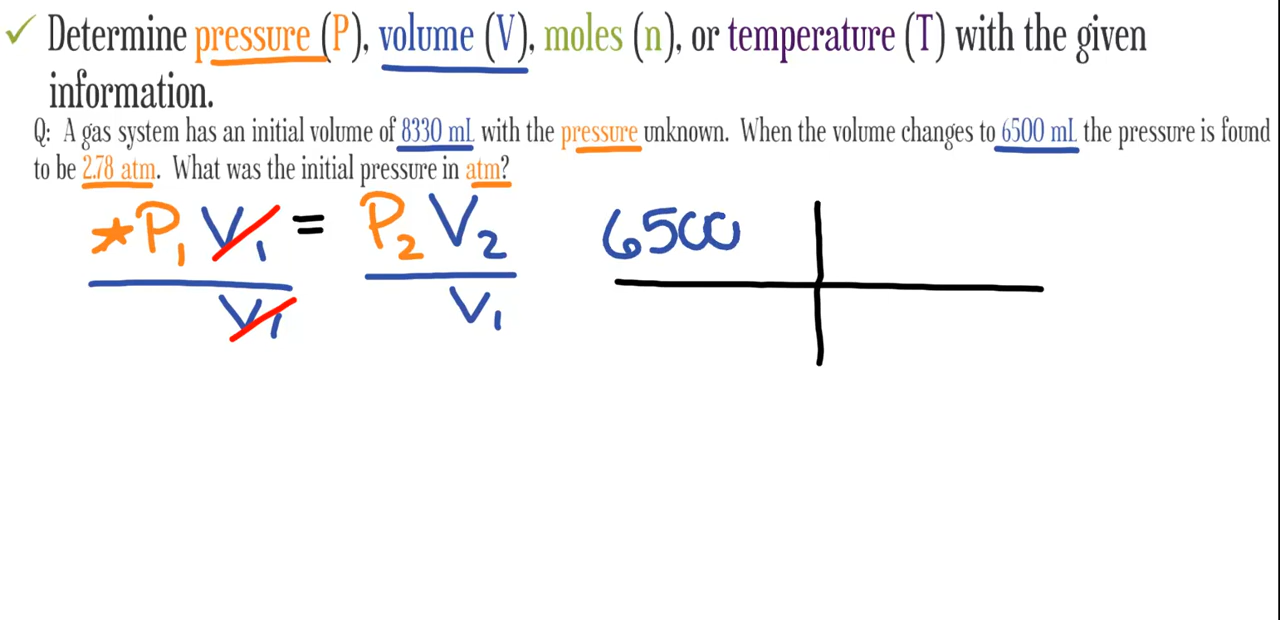 ✓ Determine pressure (P), volume (V), moles (n), or temperature (T) with the given
information.
Q: A gas system has an initial volume of 8330 mL with the pressure unknown. When the volume changes to 6500 mL the pressure is found
to be 2.78 atm. What was the initial pressure in atm?
★P₁ V₁ = P₂ V₂ 6500
V₁ V₁